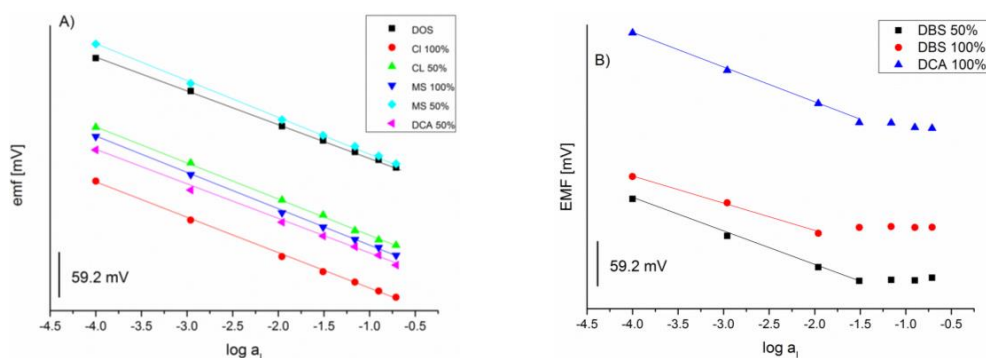 A)
DOS
Cl 100%
CL 50%
MS 100%
MS 50%
DCA 50%
emf [mV]
59.2 mV
-4.5 -4.0 -3.5 -3.0 -2.5 -2.0 -1.5 -1.0 -0.5
log aᵢ
B)
DBS 50%
DBS 100%
DCA 100%
EMF [mV]
59.2 mV
-4.5 -4.0 -3.5 -3.0 -2.5 -2.0 -1.5 -1.0 -0.5
log aᵢ